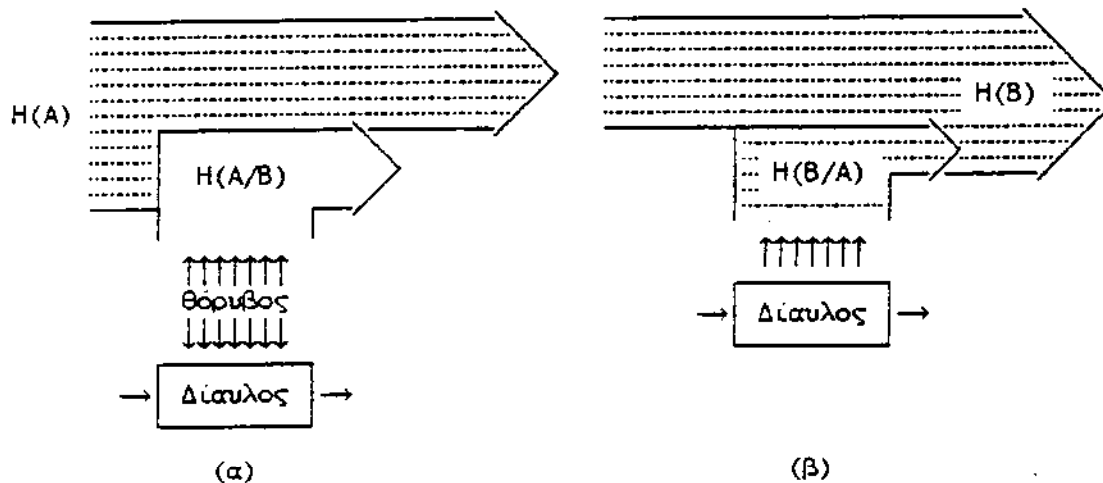 H(A)
H(A/B)
θόρυβος
Δίαυλος
(α)
H(B)
H(B/A)
Δίαυλος
(β)